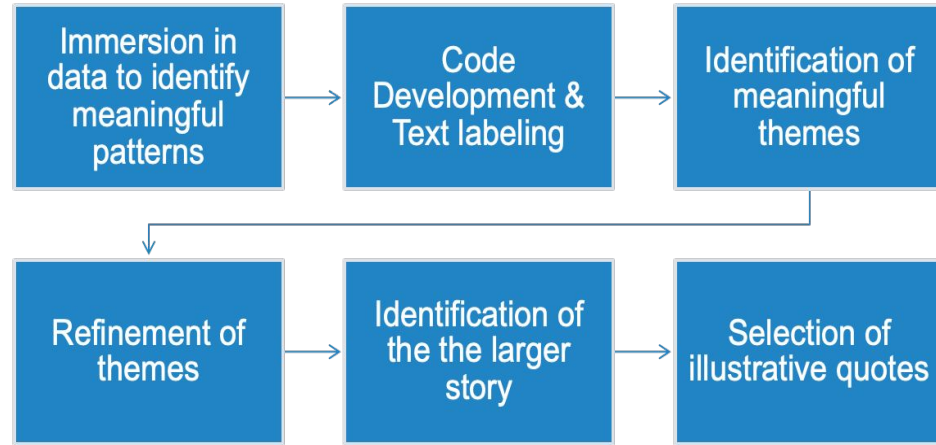 Immersion in
data to identify
meaningful
patterns
Code
Development &
Text labeling
Identification of
meaningful
themes
Refinement of
themes
Identification of
the the larger
story
Selection of
illustrative quotes